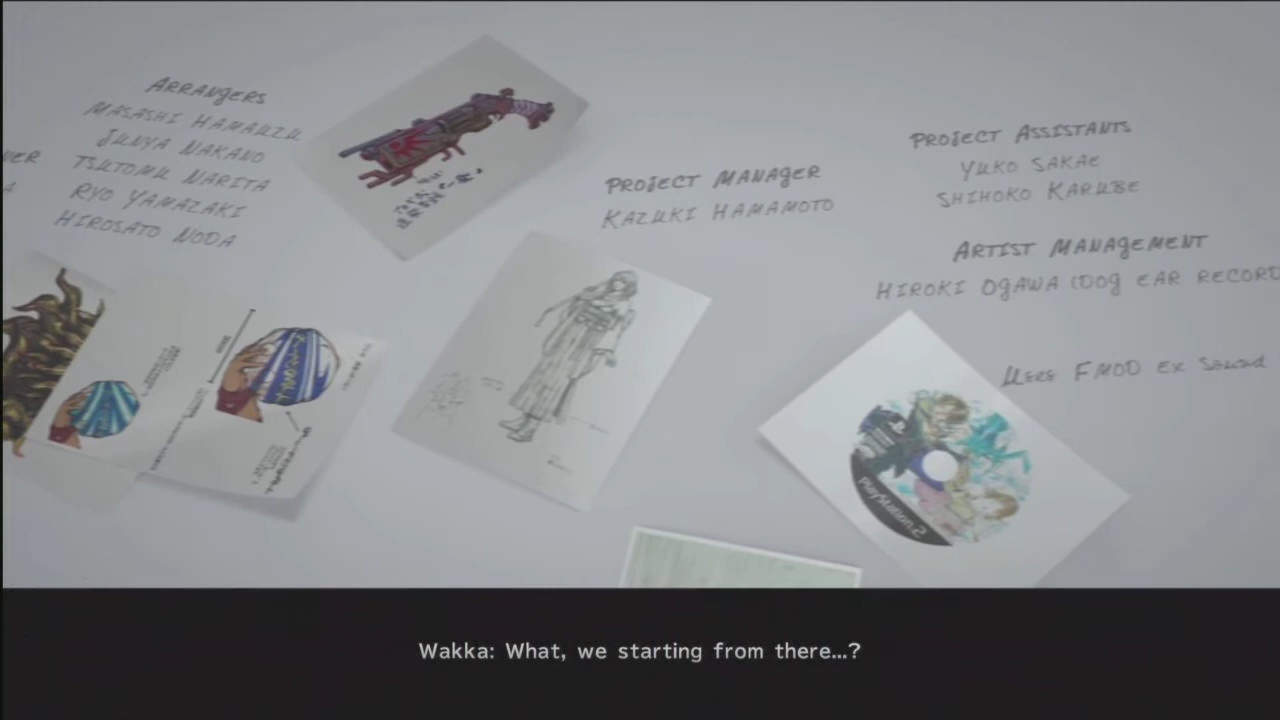 ARRANGERS
MASASHI HAMAUZU
JUNYA NAKANO
TSUTOMU NARITA
RYO YAMAZAKI
HIROSATO NODA
PROJECT MANAGER
KAZUKI HAMAMOTO
PROJECT ASSISTANTS
YUKO SAKAE
SHIHOKO KARUBE
ARTIST MANAGEMENT
HIROKI OGAWA (DOG EAR RECORD
FMOD EX SOUND
PlayStation.2
Wakka: What, we starting from there...?